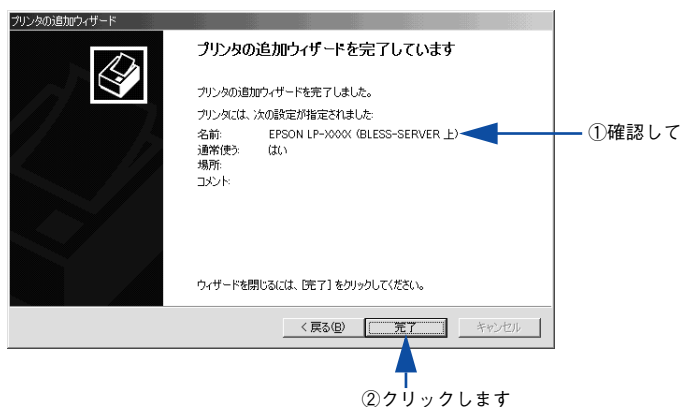 プリンタの追加ウィザード
プリンタの追加ウィザードを完了しています
プリンタの追加ウィザードを完了しました。
プリンタには、次の設定が指定されました:
名前: EPSON LP-XXXX (BLESS-SERVER 上)
通常使う: はい
場所:
コメント:
①確認して
ウィザードを閉じるには、[完了] をクリックしてください。
< 戻る(B) 完了 キャンセル
②クリックします